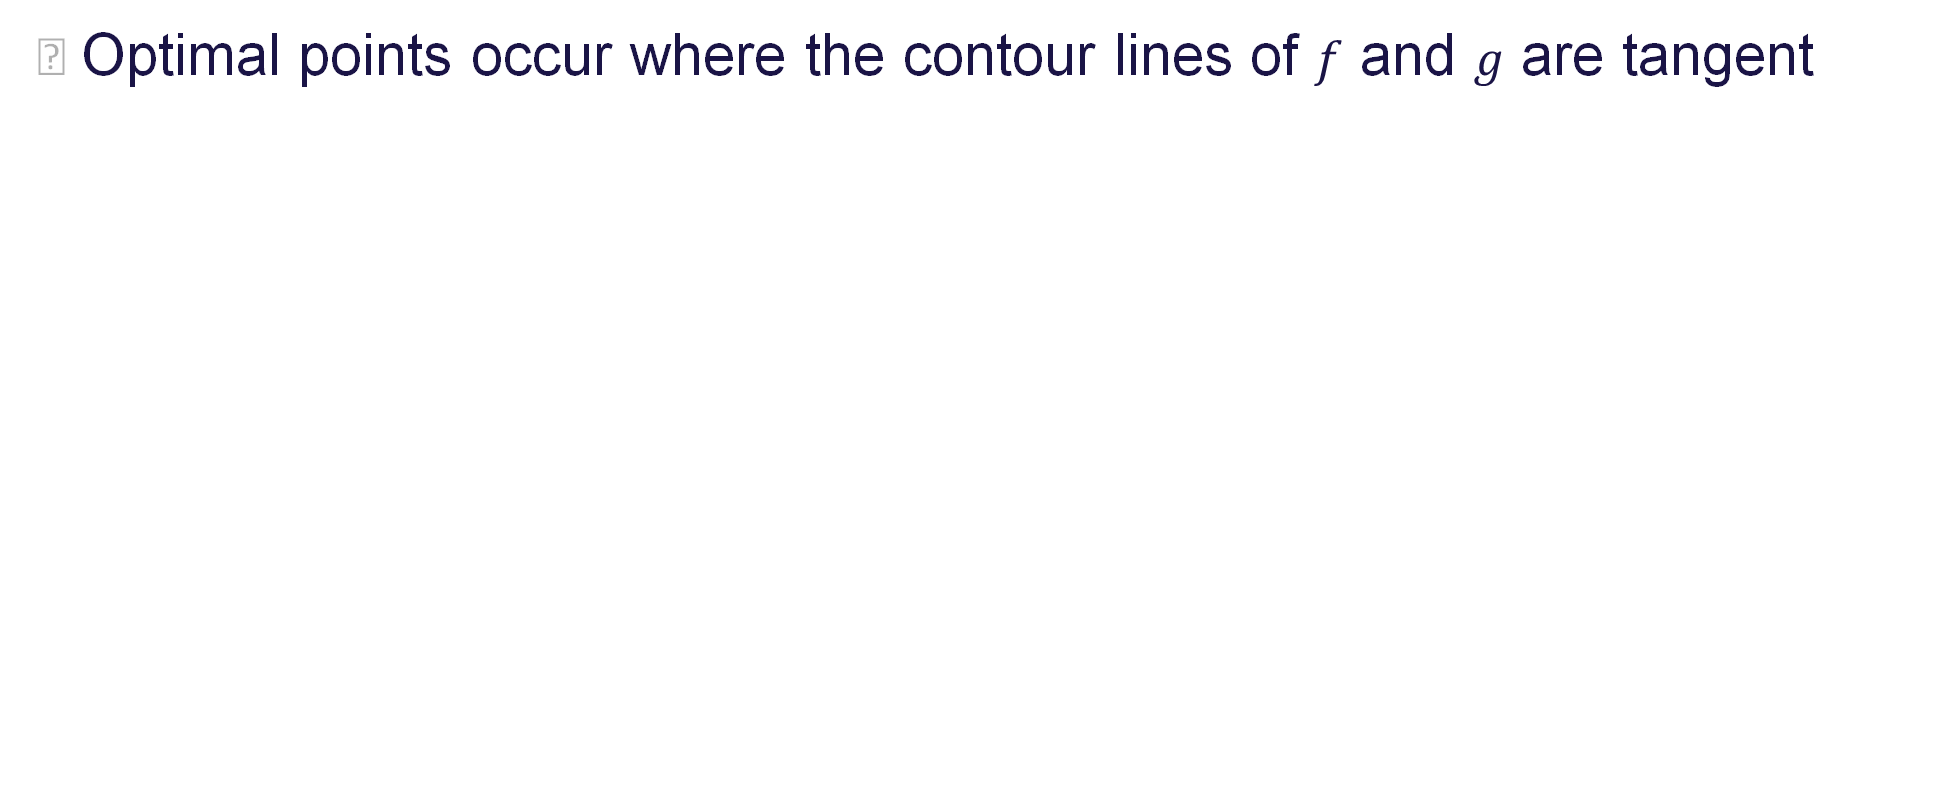 Optimal points occur where the contour lines of f and g are tangent